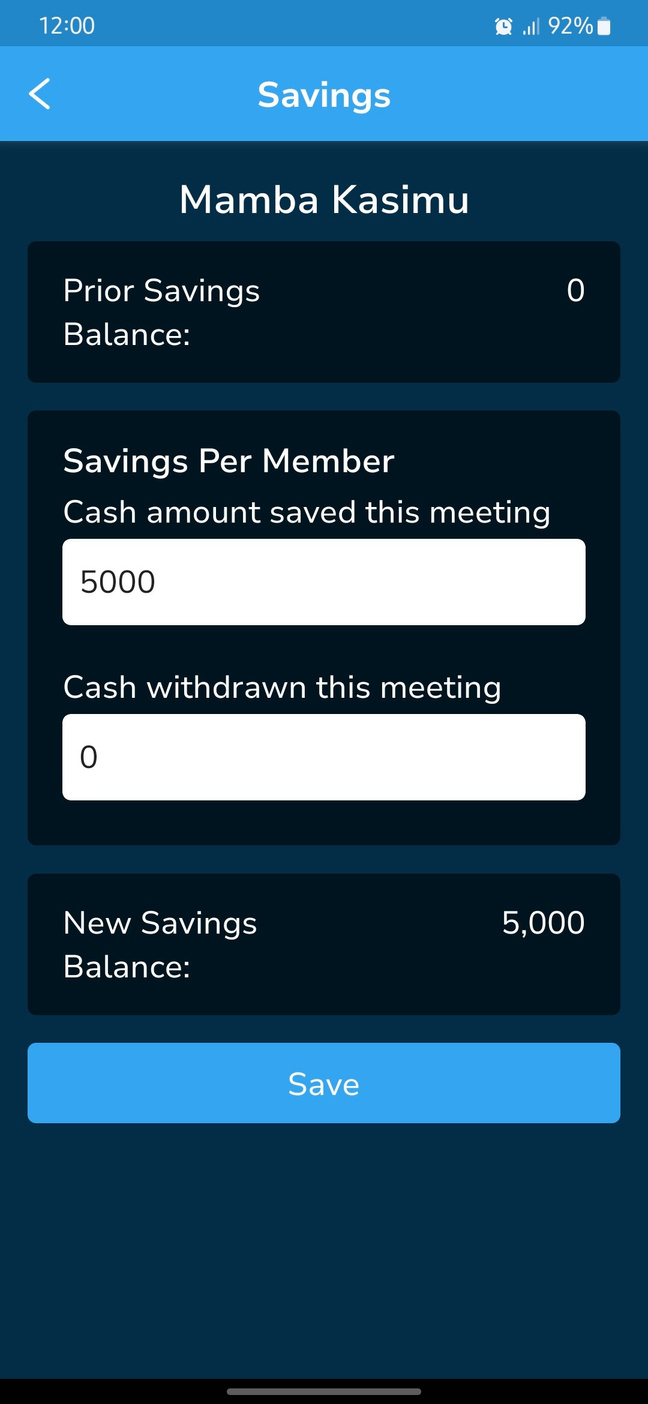 12:00 92%
Savings
Mamba Kasimu
Prior Savings 0
Balance:
Savings Per Member
Cash amount saved this meeting
5000
Cash withdrawn this meeting
0
New Savings 5,000
Balance:
Save